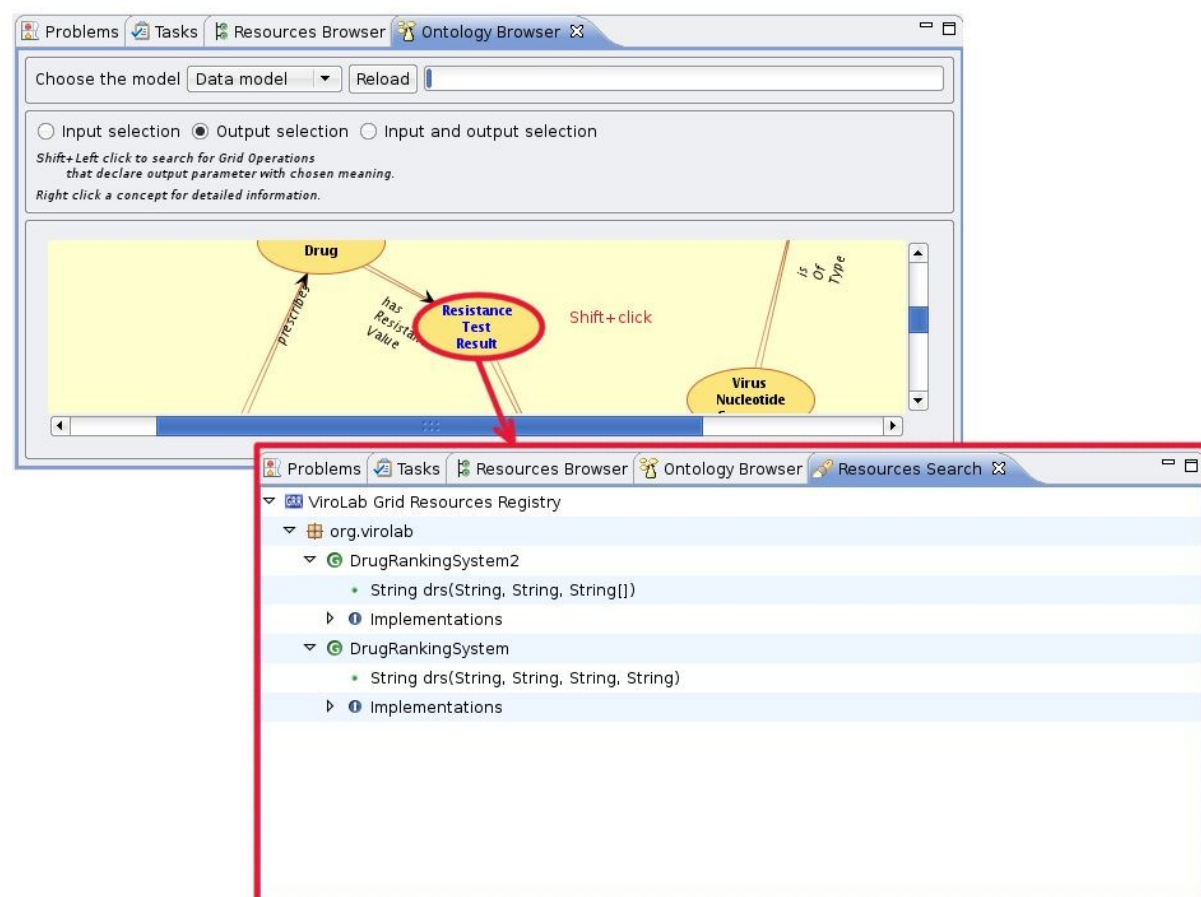 Problems Tasks Resources Browser Ontology Browser
Choose the model Data model Reload
Input selection Output selection Input and output selection
Shift+Left click to search for Grid Operations
that declare output parameter with chosen meaning.
Right click a concept for detailed information.
Drug
prescribes
has
Value
Resistance
Test
Result
Shift+click
is
Of
Type
Virus
Nucleotide
Problems Tasks Resources Browser Ontology Browser Resources Search
ViroLab Grid Resources Registry
org.virolab
DrugRankingSystem2
String drs(String, String, String[])
Implementations
DrugRankingSystem
String drs(String, String, String, String)
Implementations